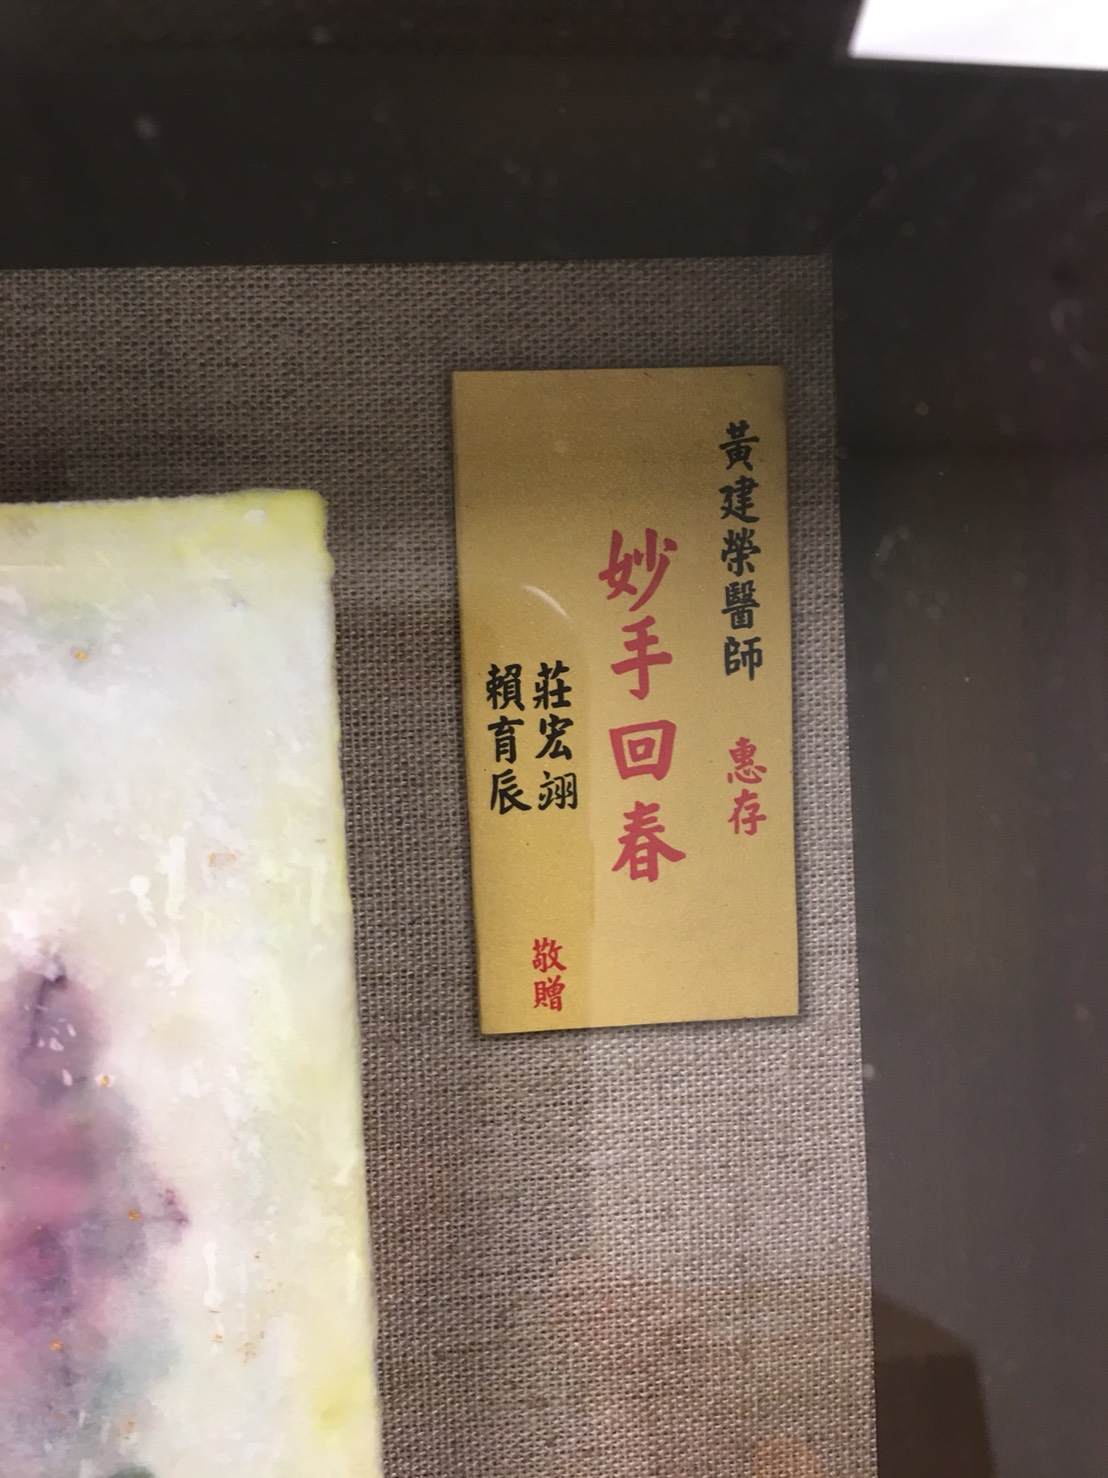 黃建榮醫師 惠存
妙手回春
莊宏翊
賴育辰
敬贈